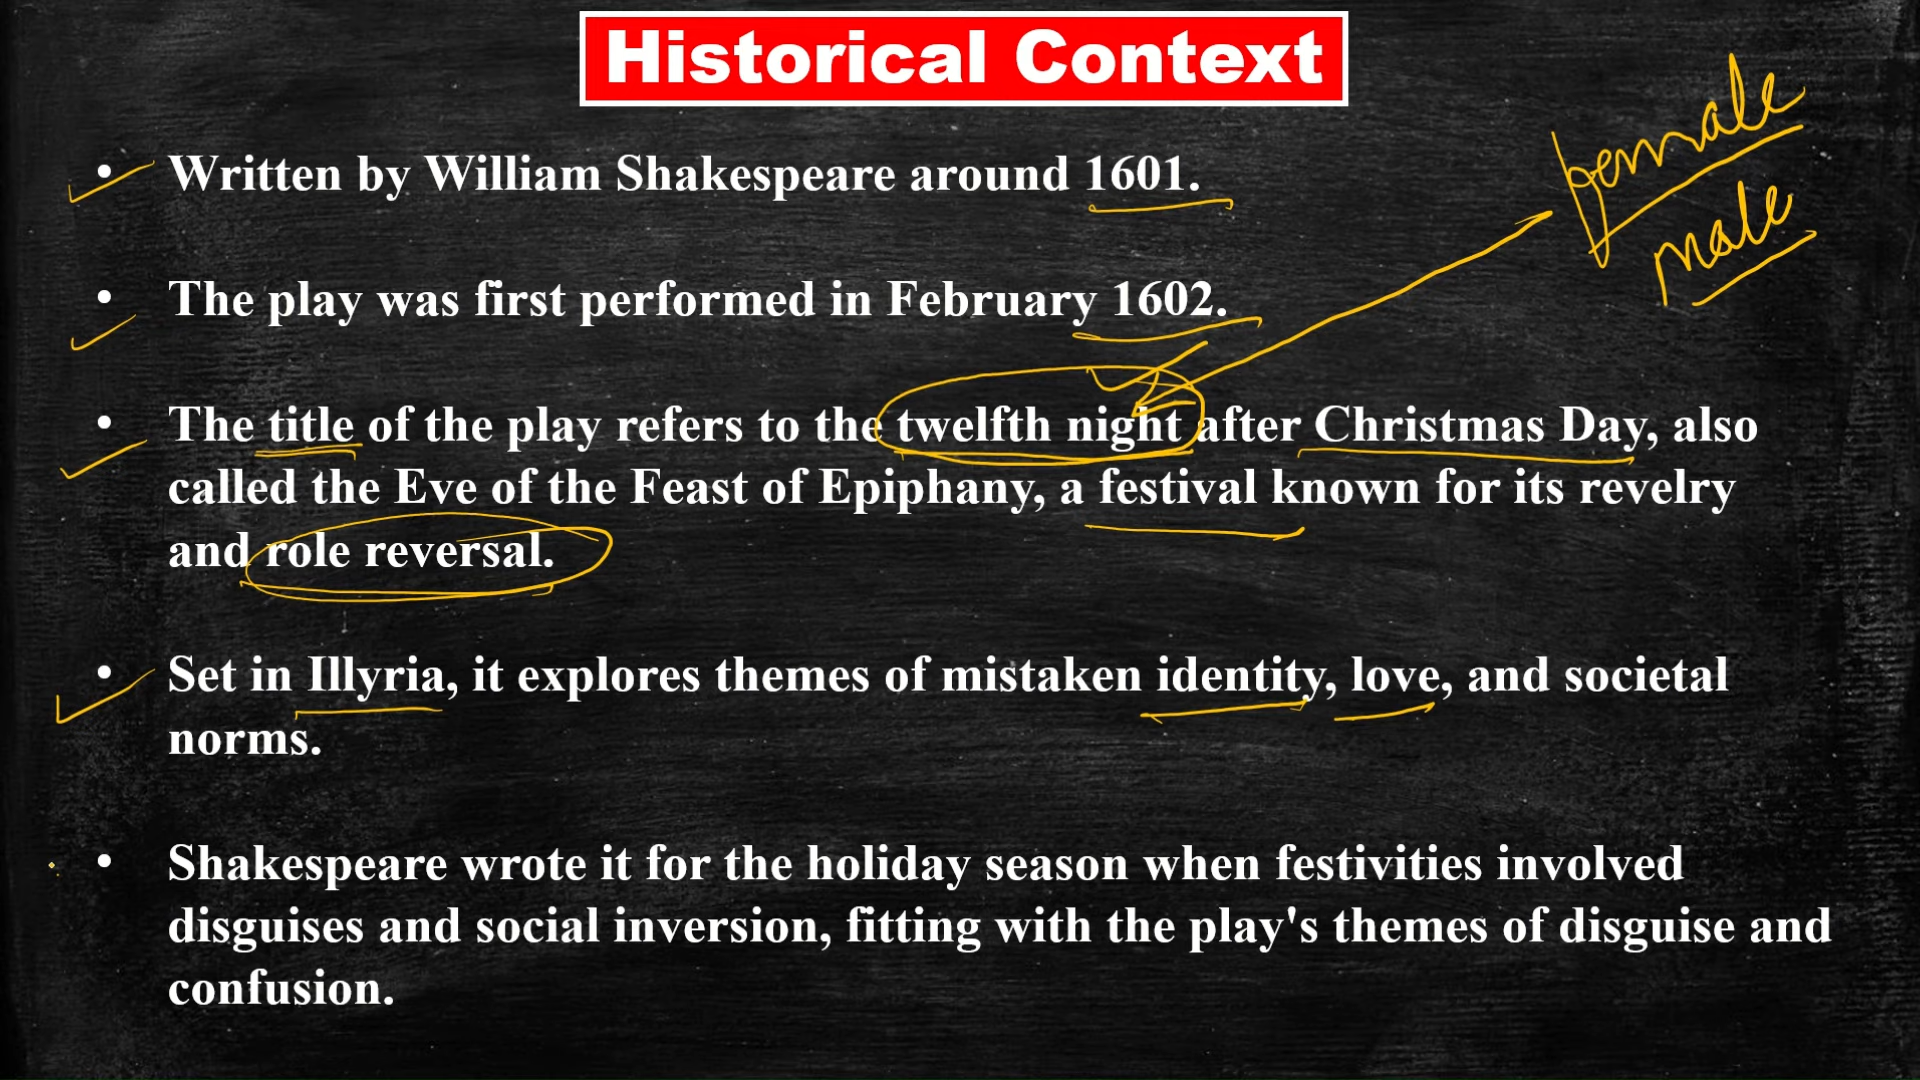 Historical Context
female
male
• Written by William Shakespeare around 1601.
• The play was first performed in February 1602.
• The title of the play refers to the twelfth night after Christmas Day, also
called the Eve of the Feast of Epiphany, a festival known for its revelry
and role reversal.
• Set in Illyria, it explores themes of mistaken identity, love, and societal
norms.
• Shakespeare wrote it for the holiday season when festivities involved
disguises and social inversion, fitting with the play's themes of disguise and
confusion.